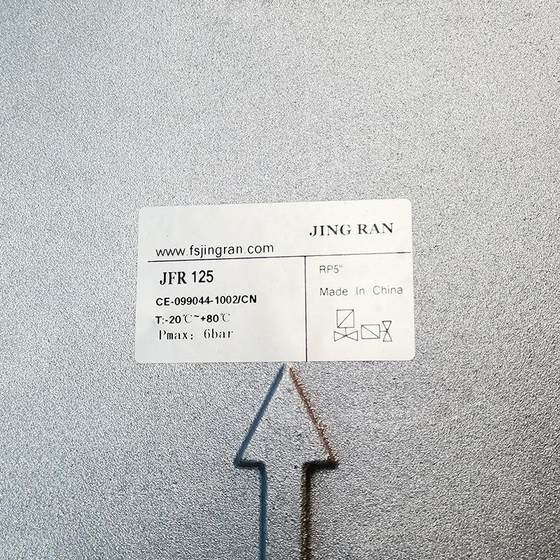 JING RAN
www.fsjingran.com
JFR 125
CE-099044-1002/CN
T:-20℃~+80℃
Pmax: 6bar
RP5"
Made In China